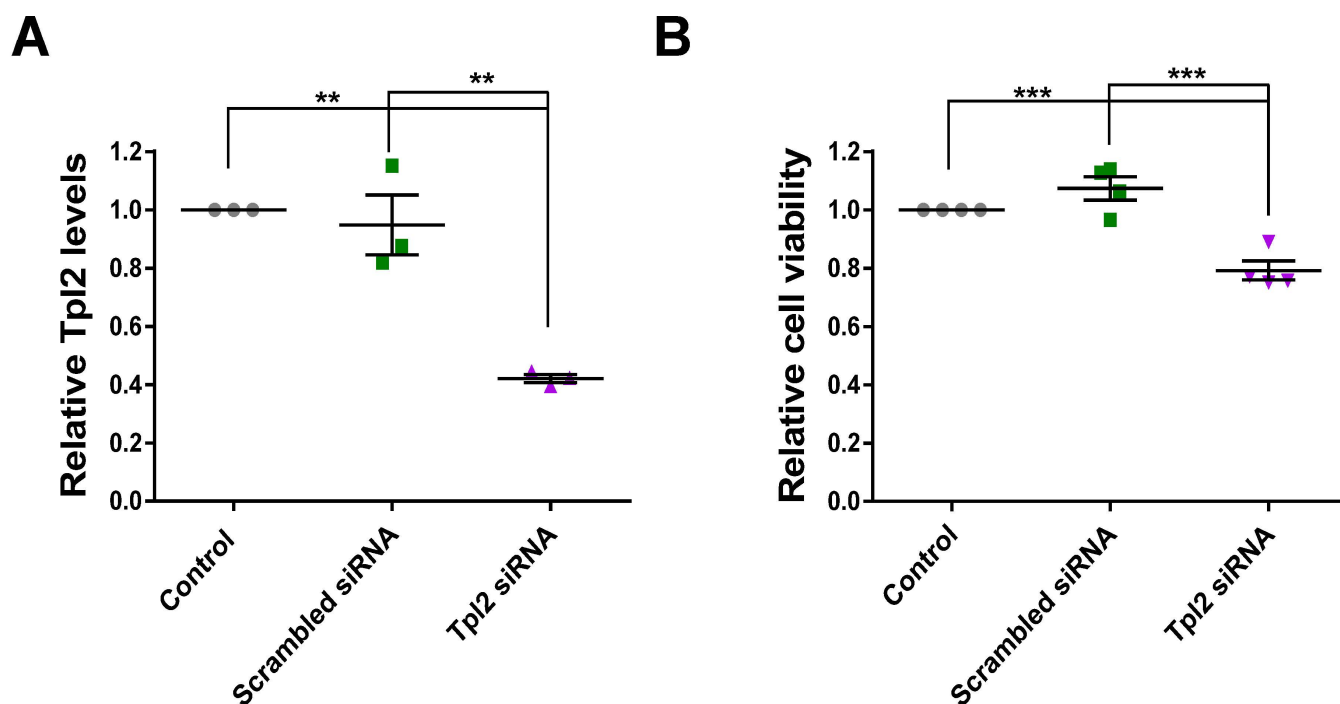 A
**
**
Relative Tpl2 levels
1.2
1.0
0.8
0.6
0.4
0.2
0.0
Control
Scrambled siRNA
Tpl2 siRNA
B
***
***
Relative cell viability
1.2
1.0
0.8
0.6
0.4
0.2
0.0
Control
Scrambled siRNA
Tpl2 siRNA